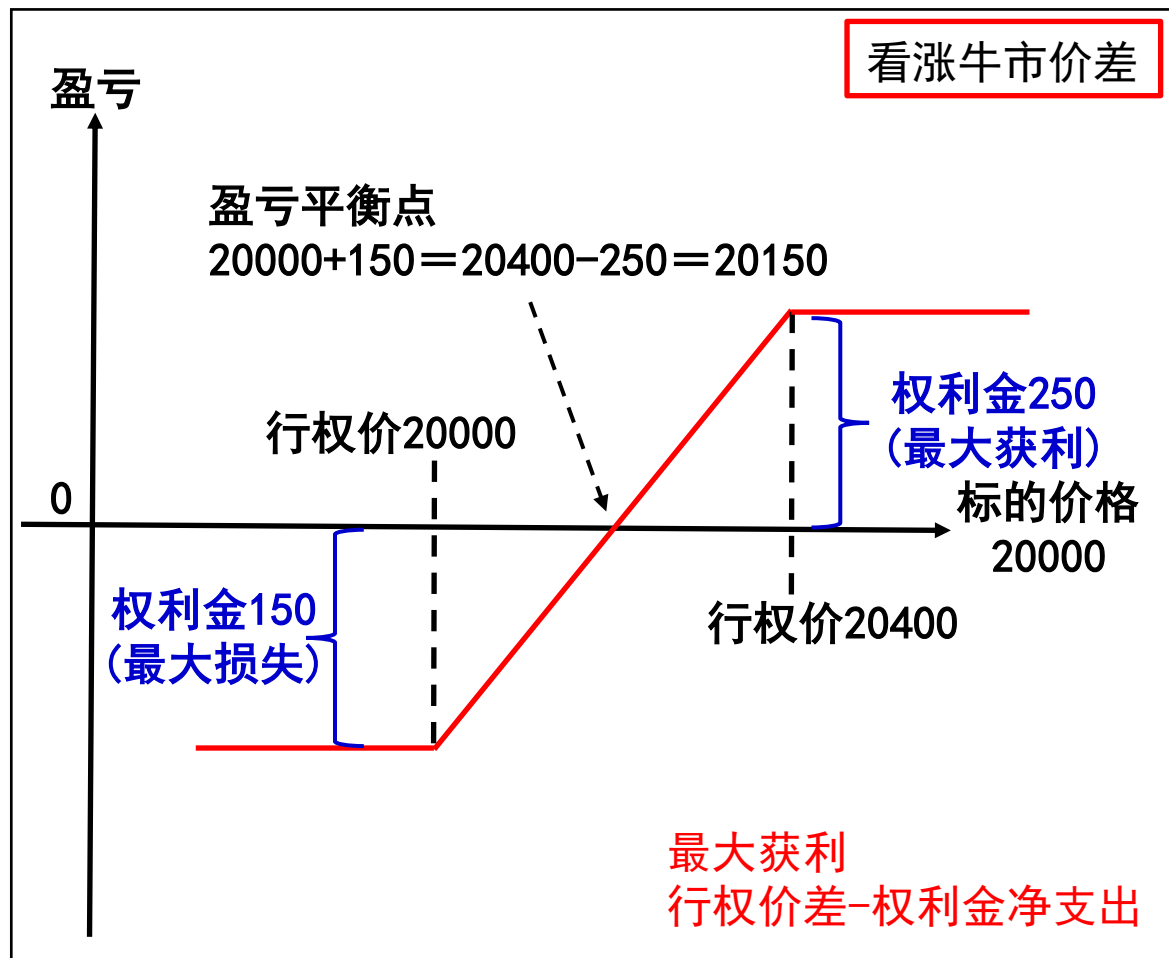 看涨牛市价差
盈亏
盈亏平衡点
20000+150＝20400-250＝20150
行权价20000
权利金250
(最大获利)
0
标的价格
20000
权利金150
(最大损失)
行权价20400
最大获利
行权价差-权利金净支出